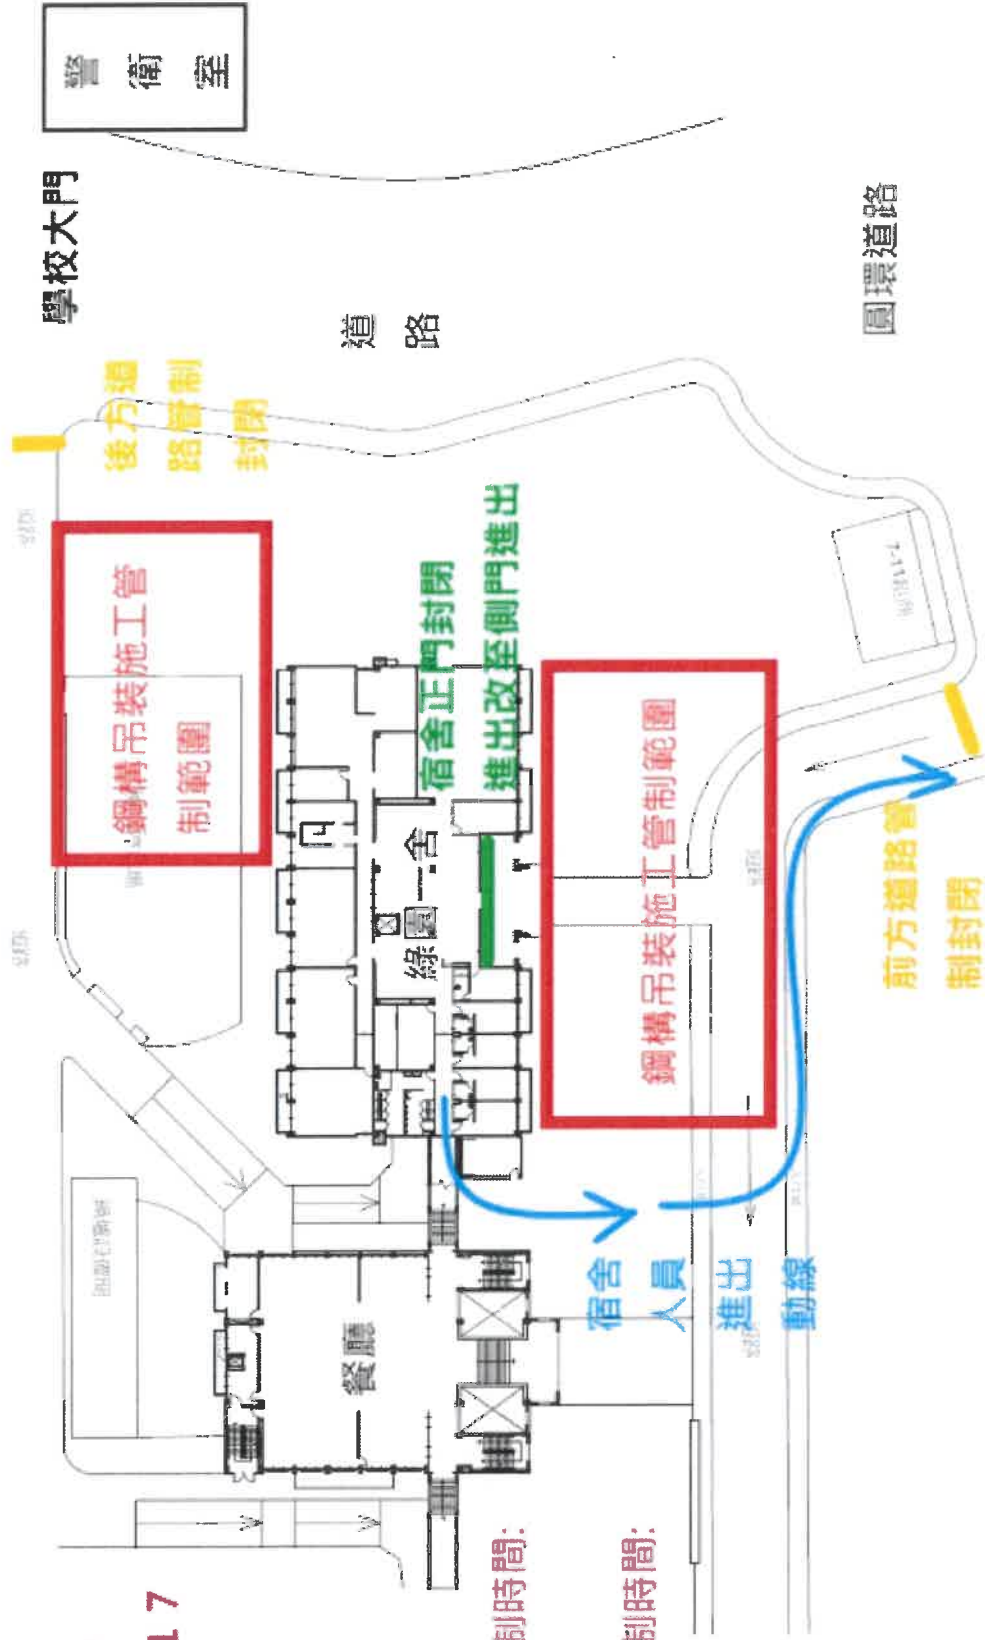 警衛室
學校大門
道路
圓環道路
後方道
路管制
封閉
鋼構吊裝施工管
制範圍
宿舍正門封閉
進出改至側門進出
7-11
綠園一舍
鋼構吊裝施工管制範圍
前方道路管
制封閉
餐廳
宿舍
人員
進出
動線
17
制時間:
制時間: